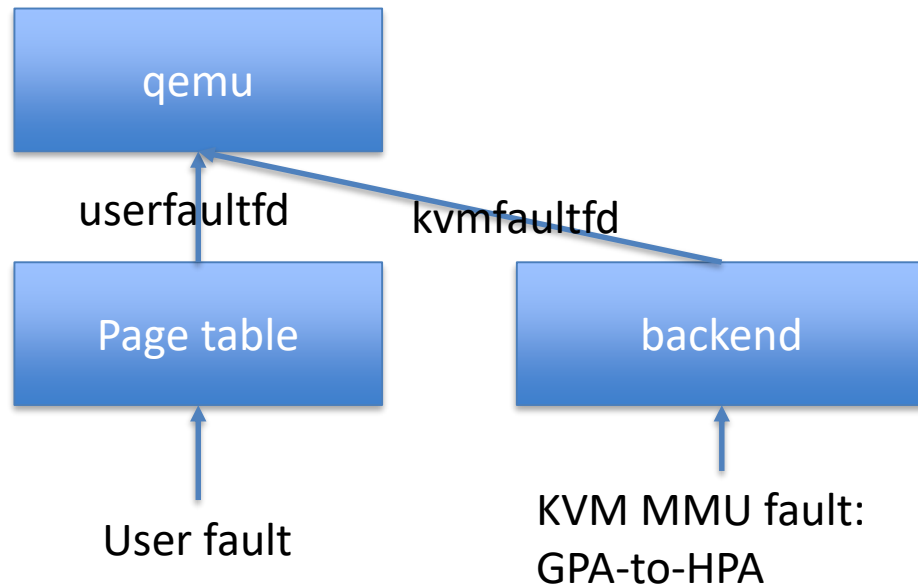 qemu
userfaultfd
kvmfaultfd
Page table
backend
User fault
KVM MMU fault:
GPA-to-HPA